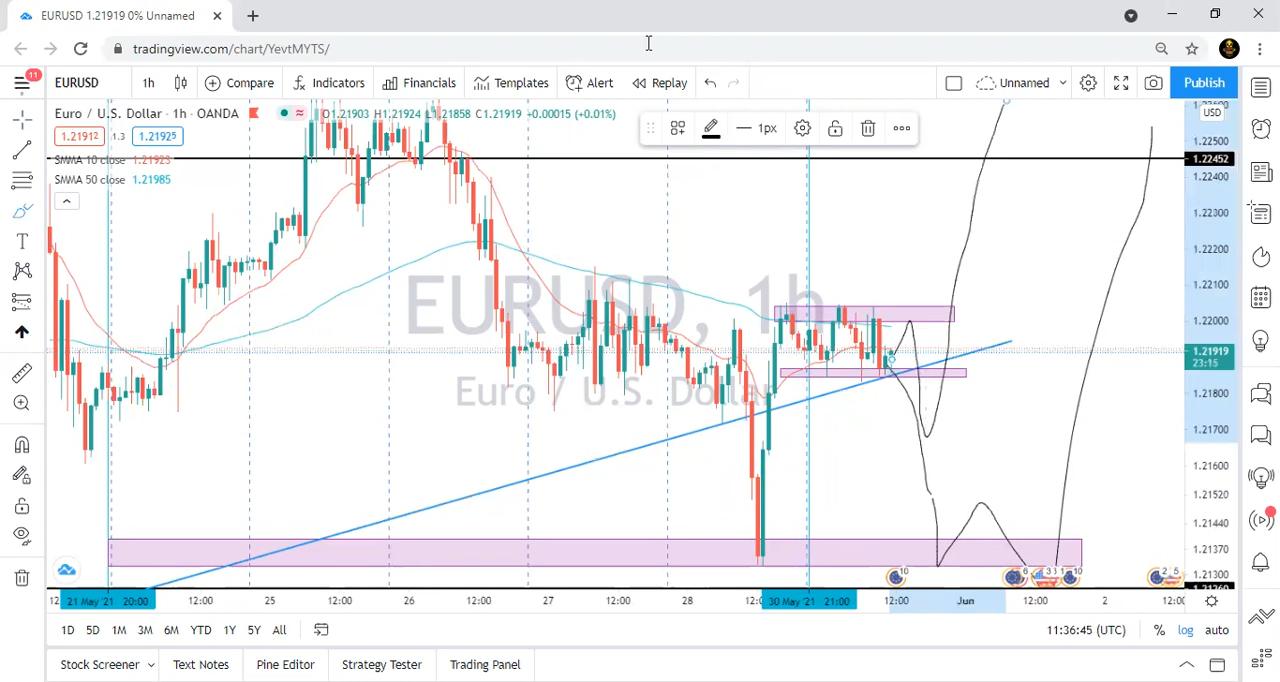 EURUSD 1.21919 0% Unnamed
tradingview.com/chart/YevtMYTS/
11
EURUSD 1h Compare Indicators Financials Templates Alert Replay Unnamed Publish
Euro / U.S. Dollar · 1h · OANDA O1.21903 H1.21924 L1.21858 C1.21919 +0.00015 (+0.01%)
1.21912 1.3 1.21925
SMMA 10 close 1.21923
SMMA 50 close 1.21985
1px
USD
1.22500
1.22452
1.22400
1.22300
1.22200
1.22100
1.22000
1.21919
23:15
1.21800
1.21700
1.21600
1.21520
1.21440
1.21370
1.21300
EURUSD, 1h
Euro / U.S. Dollar
10 6 10 2 5
21 May '21 20:00 12:00 25 12:00 26 12:00 27 12:00 28 30 May '21 21:00 12:00 Jun 12:00 2
1D 5D 1M 3M 6M YTD 1Y 5Y All 11:36:45 (UTC) % log auto
Stock Screener Text Notes Pine Editor Strategy Tester Trading Panel